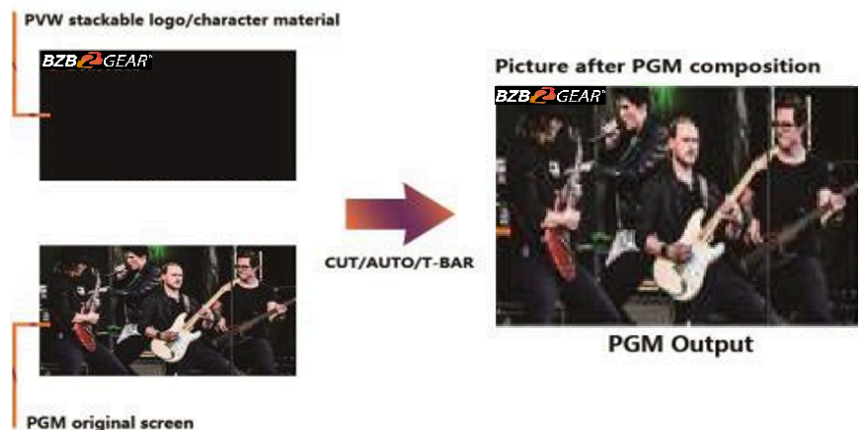 PVW stackable logo/character material
BZB GEAR
Picture after PGM composition
BZB GEAR
CUT/AUTO/T-BAR
PGM Output
PGM original screen